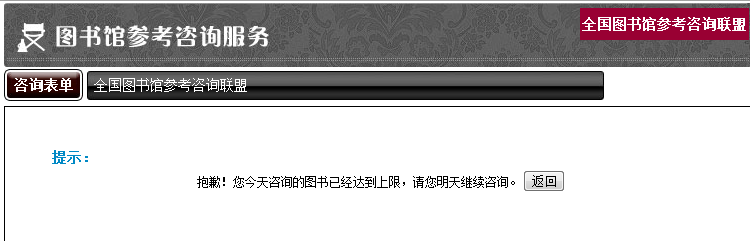 图书馆参考咨询服务
全国图书馆参考咨询联盟
咨询表单
全国图书馆参考咨询联盟
提示：
抱歉！您今天咨询的图书已经达到上限，请您明天继续咨询。 返回